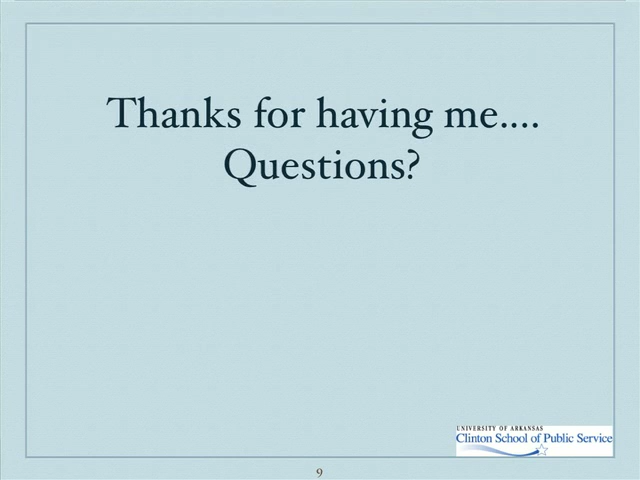 Thanks for having me....
Questions?
UNIVERSITY OF ARKANSAS
Clinton School of Public Service
9